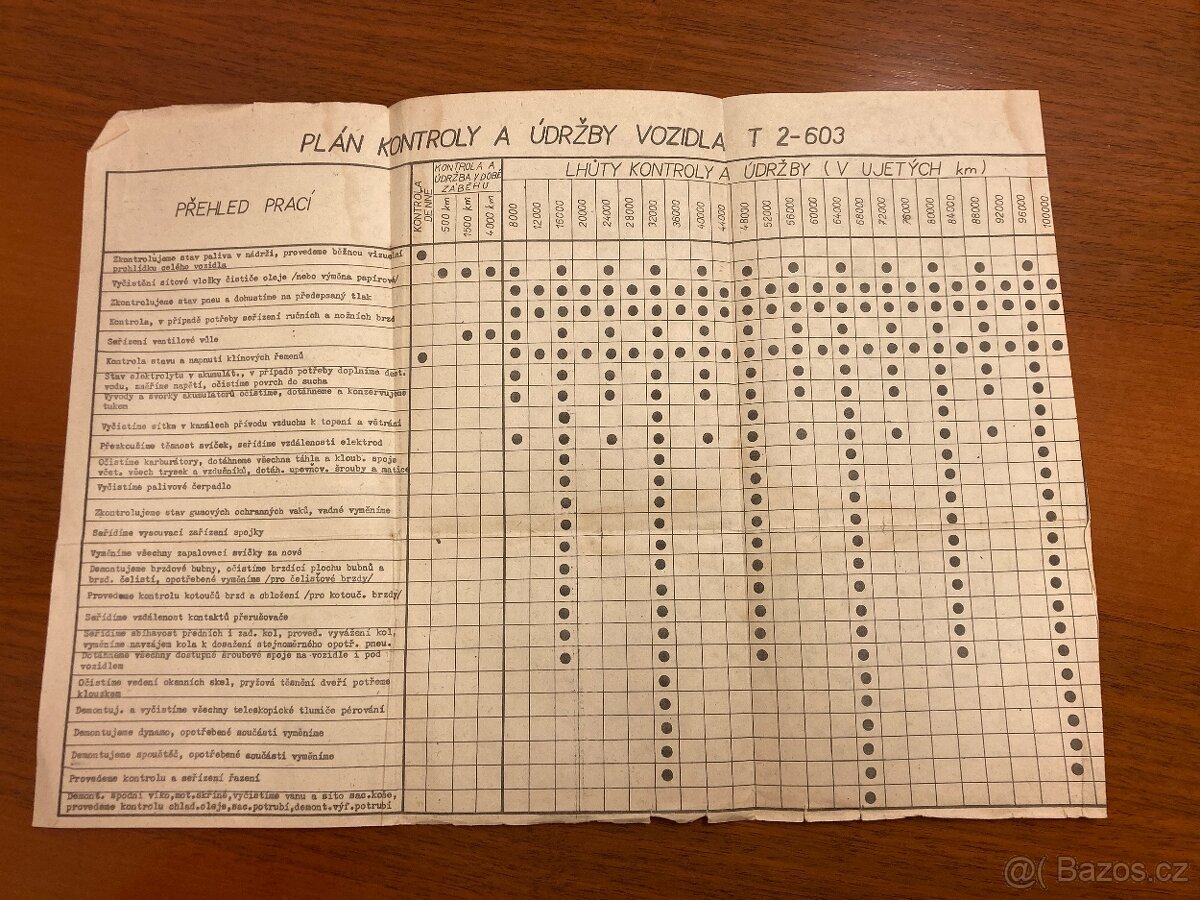 PLÁN KONTROLY A ÚDRŽBY VOZIDLA T 2-603
PŘEHLED PRACÍ
KONTROLA
DENNĚ
KONTROLA A
ÚDRŽBA V DOBĚ
ZÁBĚHU
500 km
1500 km
4000 km
LHŮTY KONTROLY A ÚDRŽBY (V UJETÝCH km)
8000
12000
16000
20000
24000
28000
32000
36000
40000
44000
48000
52000
56000
60000
64000
68000
72000
76000
80000
84000
88000
92000
96000
100000
Zkontrolujeme stav paliva v nádrži, provedeme běžnou vizuelní
prohlídku celého vozidla
Vyčistění sítové vložky čističe oleje /nebo výměna papírové/
Zkontrolujeme stav pneu a dohustíme na předepsaný tlak
Kontrola, v případě potřeby seřízení ručních a nožních brzd
Seřízení ventilové vůle
Kontrola stavu a napnutí klínových řemenů
Stav elektrolytu v akumulát., v případě potřeby doplníme dest.
vodu, změříme napětí, očistíme povrch do sucha
Vývody a svorky akumulátorů očistíme, dotáhneme a konzervujeme
tukem
Vyčistíme sítka v kanálech přívodu vzduchu k topení a větrání
Přezkoušíme těsnost svíček, seřídíme vzdálenosti elektrod
Očistíme karburátory, dotáhneme všechna táhla a kloub. spoje
včet. všech trysek a vzdušníků, dotáh. upevňov. šrouby a matice
Vyčistíme palivové čerpadlo
Zkontrolujeme stav gumových ochranných vaků, vadné vyměníme
Seřídíme vysouvací zařízení spojky
Vyměníme všechny zapalovací svíčky za nové
Demontujeme brzdové bubny, očistíme brzdící plochu bubnů a
brzd. čelistí, opotřebené vyměníme /pro čelisťové brzdy/
Provedeme kontrolu kotoučů brzd a obložení /pro kotouč. brzdy/
Seřídíme vzdálenost kontaktů přerušovače
Seřídíme sbíhavost předních i zad. kol, proved. vyvážení kol,
vyměníme navzájem kola k dosažení stejnoměrného opotř. pneu.
Dotáhneme všechny dostupné šroubové spoje na vozidle i pod
vozidlem
Očistíme vedení okenních skel, pryžová těsnění dveří potřeme
klouzkem
Demontuj. a vyčistíme všechny teleskopické tlumiče pérování
Demontujeme dynamo, opotřebené součásti vyměníme
Demontujeme spouštěč, opotřebené součásti vyměníme
Provedeme kontrolu a seřízení řazení
Demont. spodní víko,mot.skříně,vyčistíme vanu a síto sac.koše,
provedeme kontrolu chlad.oleje,sac.potrubí,demont.výf.potrubí
Bazos.cz